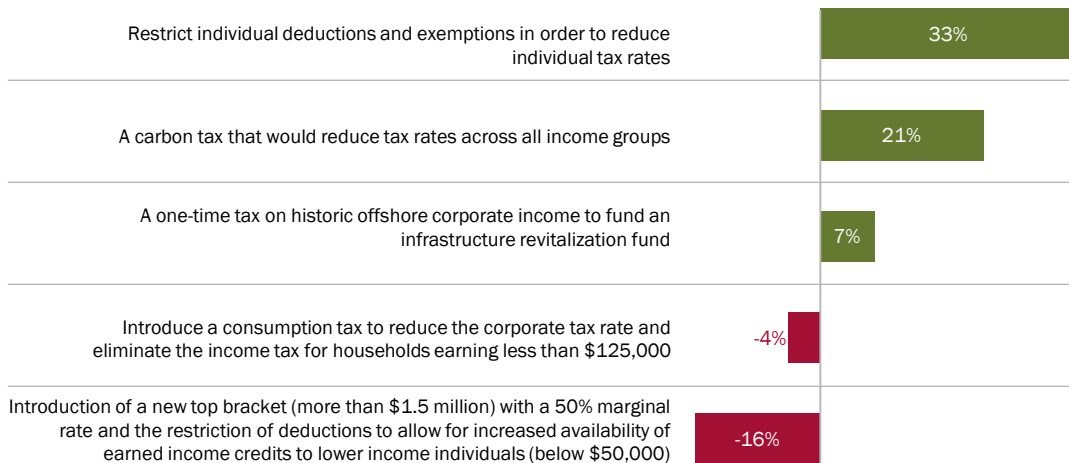 Restrict individual deductions and exemptions in order to reduce
individual tax rates
33%
A carbon tax that would reduce tax rates across all income groups
21%
A one-time tax on historic offshore corporate income to fund an
infrastructure revitalization fund
7%
Introduce a consumption tax to reduce the corporate tax rate and
eliminate the income tax for households earning less than $125,000
-4%
Introduction of a new top bracket (more than $1.5 million) with a 50% marginal
rate and the restriction of deductions to allow for increased availability of
earned income credits to lower income individuals (below $50,000)
-16%